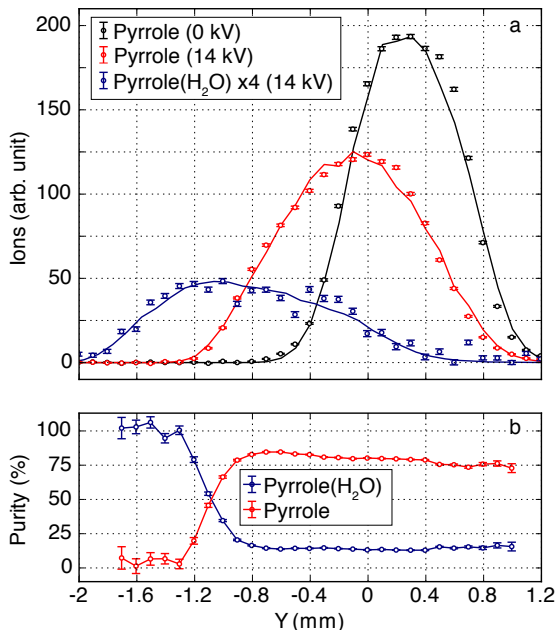 a
Pyrrole (0 kV)
Pyrrole (14 kV)
Pyrrole(H₂O) x4 (14 kV)
200
150
100
50
0
Ions (arb. unit)
b
100
75
50
25
0
Purity (%)
Pyrrole(H₂O)
Pyrrole
-2 -1.6 -1.2 -0.8 -0.4 0 0.4 0.8 1.2
Y (mm)